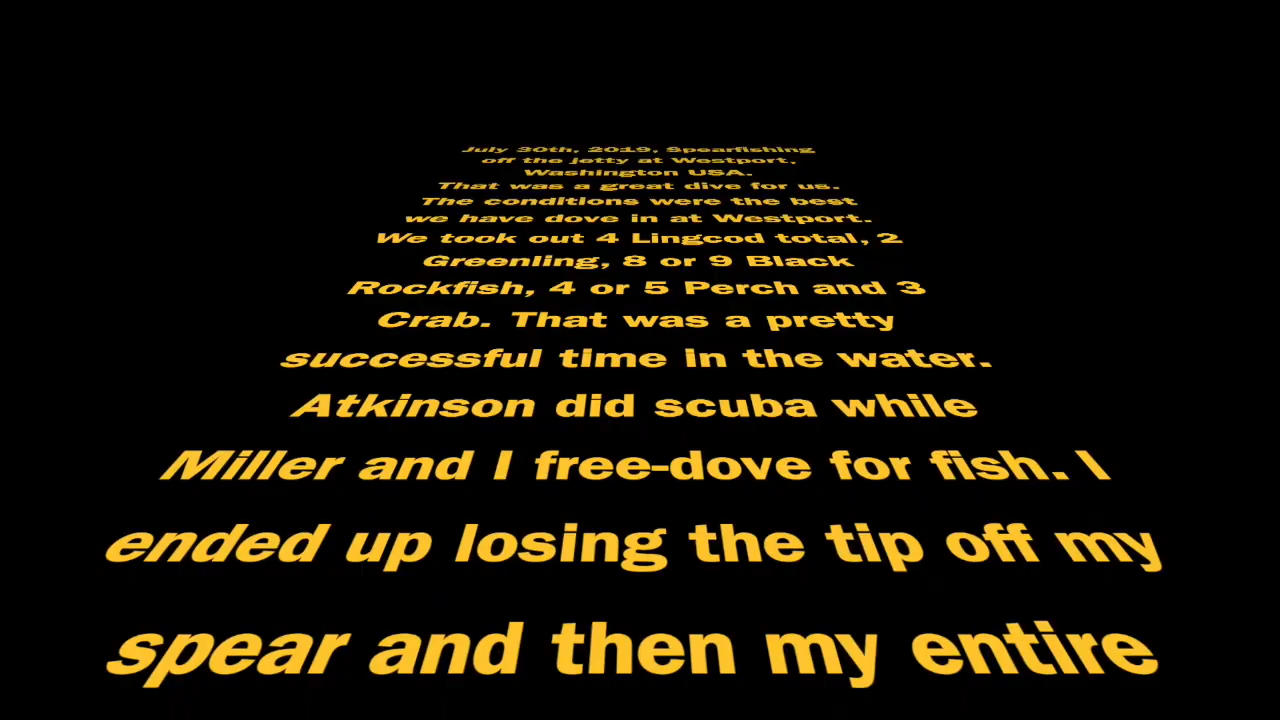 July 30th, 2019, Spearfishing
off the jetty at Westport,
Washington USA.
That was a great dive for us.
The conditions were the best
we have dove in at Westport.
We took out 4 Lingcod total, 2
Greenling, 8 or 9 Black
Rockfish, 4 or 5 Perch and 3
Crab. That was a pretty
successful time in the water.
Atkinson did scuba while
Miller and I free-dove for fish. I
ended up losing the tip off my
spear and then my entire